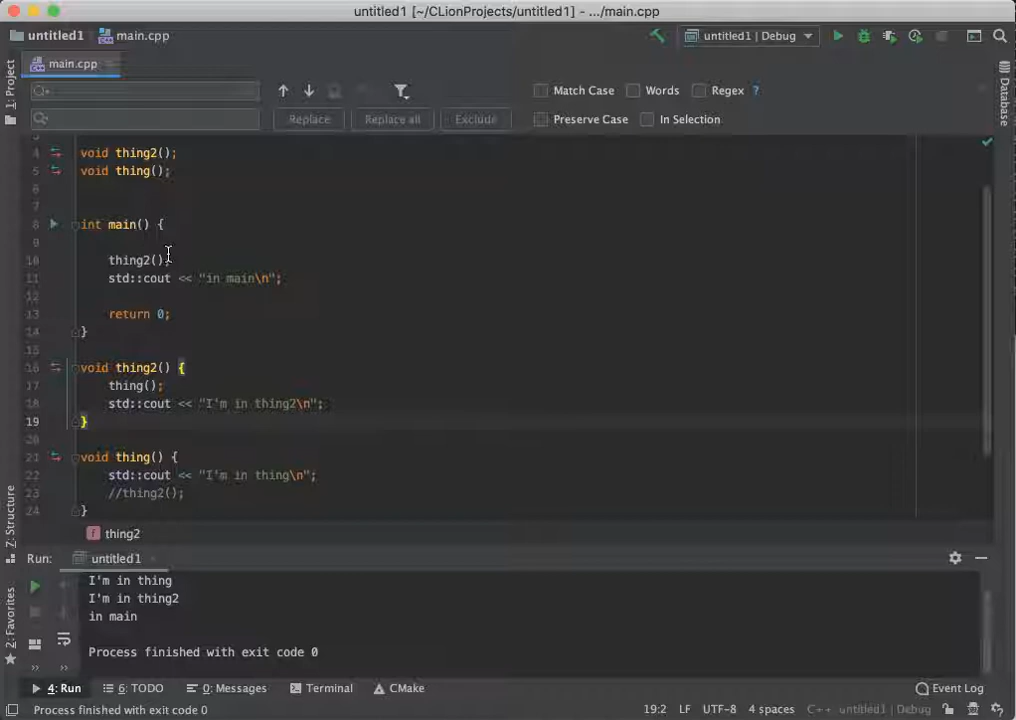 untitled1 [~/CLionProjects/untitled1] - .../main.cpp
untitled1 main.cpp untitled1 | Debug
main.cpp
Match Case Words Regex ?
Replace Replace all Exclude Preserve Case In Selection
1: Project
Database
4 void thing2();
5 void thing();
6
7
8 int main() {
9
10 thing2();
11 std::cout << "in main\n";
12
13 return 0;
14 }
15
16 void thing2() {
17 thing();
18 std::cout << "I'm in thing2\n";
19 }
20
21 void thing() {
22 std::cout << "I'm in thing\n";
23 //thing2();
24 }
Z: Structure
f thing2
Run: untitled1
2: Favorites
I'm in thing
I'm in thing2
in main
Process finished with exit code 0
4: Run 6: TODO 0: Messages Terminal CMake Event Log
Process finished with exit code 0 19:2 LF UTF-8 4 spaces C++ untitled1 | Debug